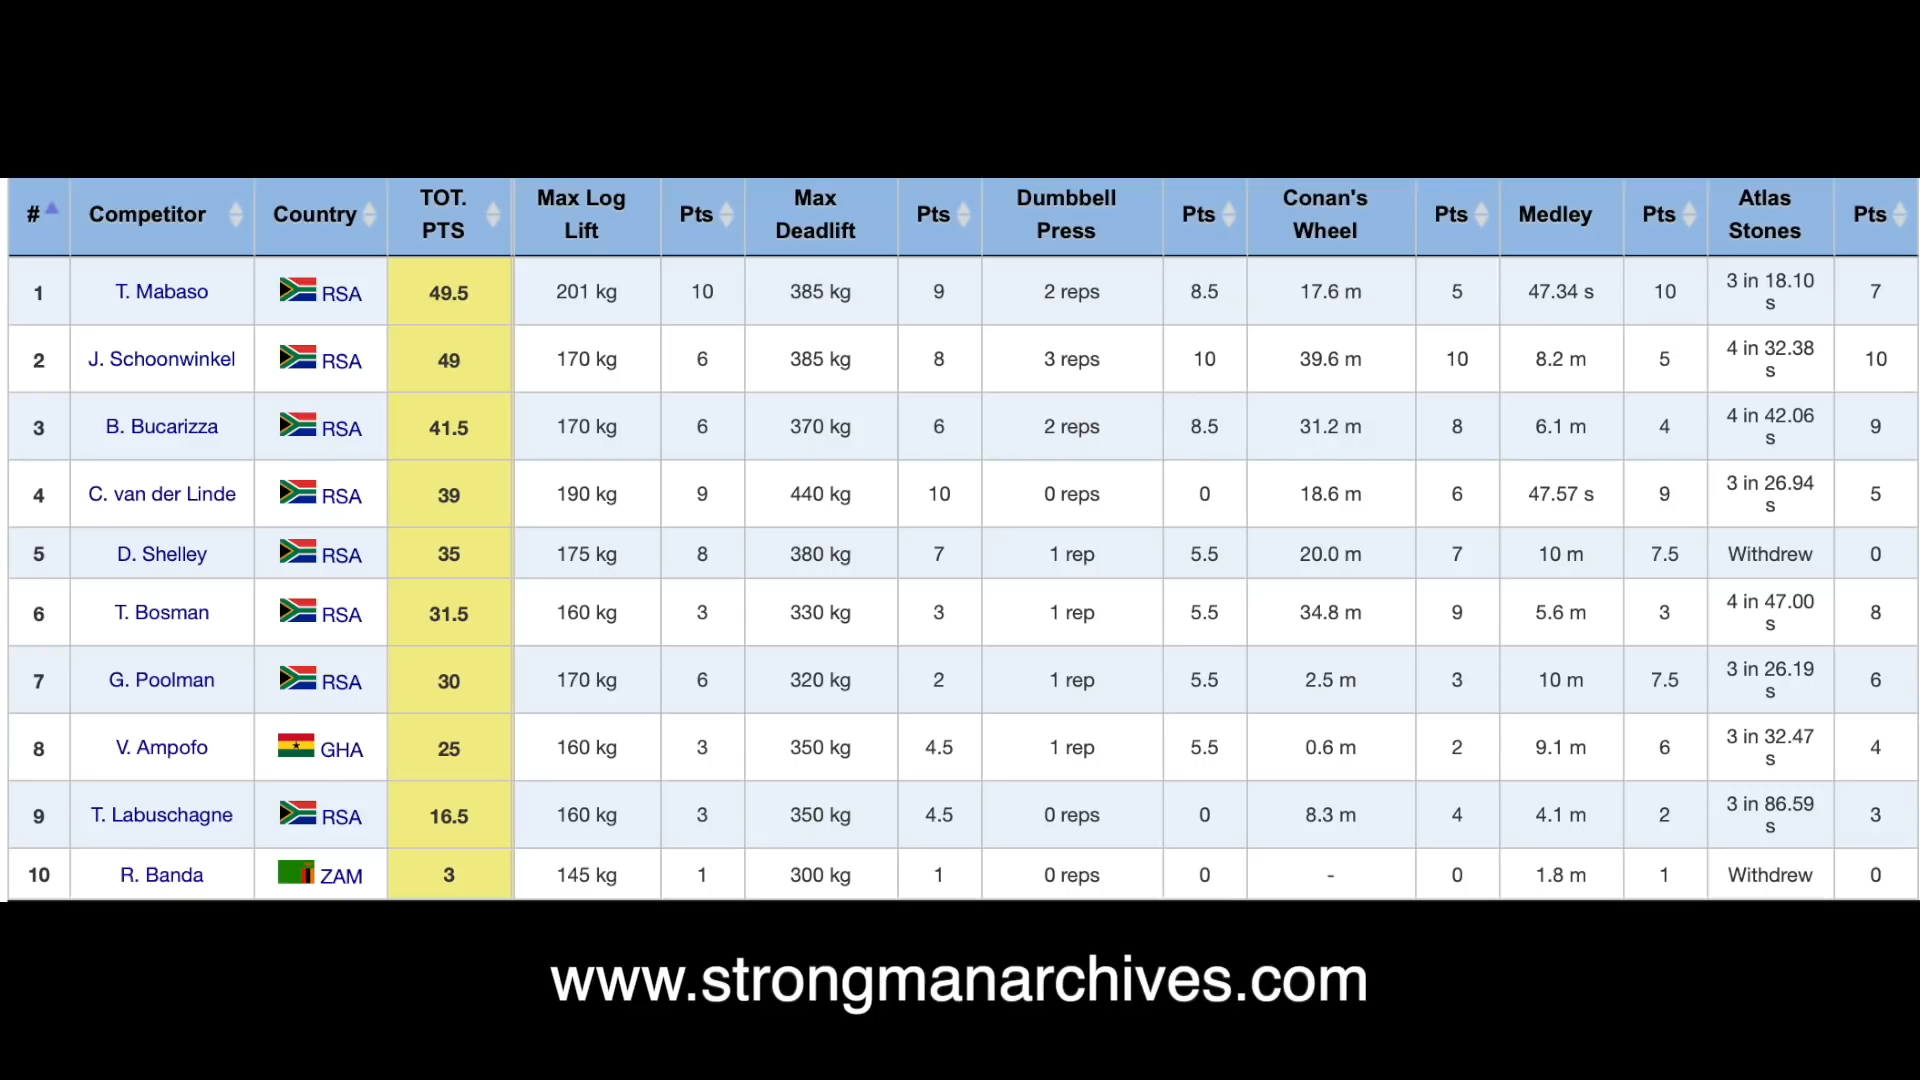 # Competitor Country TOT. PTS Max Log Lift Pts Max Deadlift Pts Dumbbell Press Pts Conan's Wheel Pts Medley Pts Atlas Stones Pts
1 T. Mabaso RSA 49.5 201 kg 10 385 kg 9 2 reps 8.5 17.6 m 5 47.34 s 10 3 in 18.10 s 7
2 J. Schoonwinkel RSA 49 170 kg 6 385 kg 8 3 reps 10 39.6 m 10 8.2 m 5 4 in 32.38 s 10
3 B. Bucarizza RSA 41.5 170 kg 6 370 kg 6 2 reps 8.5 31.2 m 8 6.1 m 4 4 in 42.06 s 9
4 C. van der Linde RSA 39 190 kg 9 440 kg 10 0 reps 0 18.6 m 6 47.57 s 9 3 in 26.94 s 5
5 D. Shelley RSA 35 175 kg 8 380 kg 7 1 rep 5.5 20.0 m 7 10 m 7.5 Withdrew 0
6 T. Bosman RSA 31.5 160 kg 3 330 kg 3 1 rep 5.5 34.8 m 9 5.6 m 3 4 in 47.00 s 8
7 G. Poolman RSA 30 170 kg 6 320 kg 2 1 rep 5.5 2.5 m 3 10 m 7.5 3 in 26.19 s 6
8 V. Ampofo GHA 25 160 kg 3 350 kg 4.5 1 rep 5.5 0.6 m 2 9.1 m 6 3 in 32.47 s 4
9 T. Labuschagne RSA 16.5 160 kg 3 350 kg 4.5 0 reps 0 8.3 m 4 4.1 m 2 3 in 86.59 s 3
10 R. Banda ZAM 3 145 kg 1 300 kg 1 0 reps 0 - 0 1.8 m 1 Withdrew 0
www.strongmanarchives.com